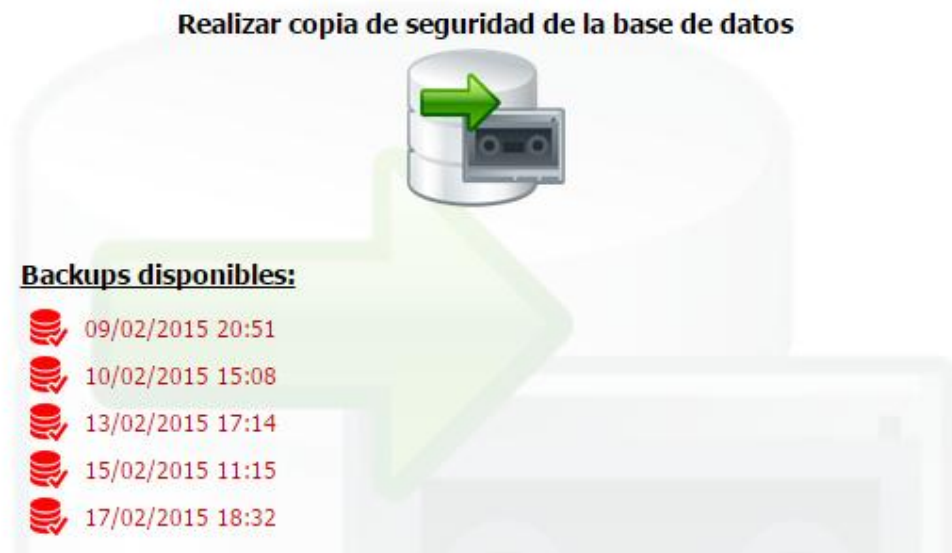 Realizar copia de seguridad de la base de datos
Backups disponibles:
09/02/2015 20:51
10/02/2015 15:08
13/02/2015 17:14
15/02/2015 11:15
17/02/2015 18:32